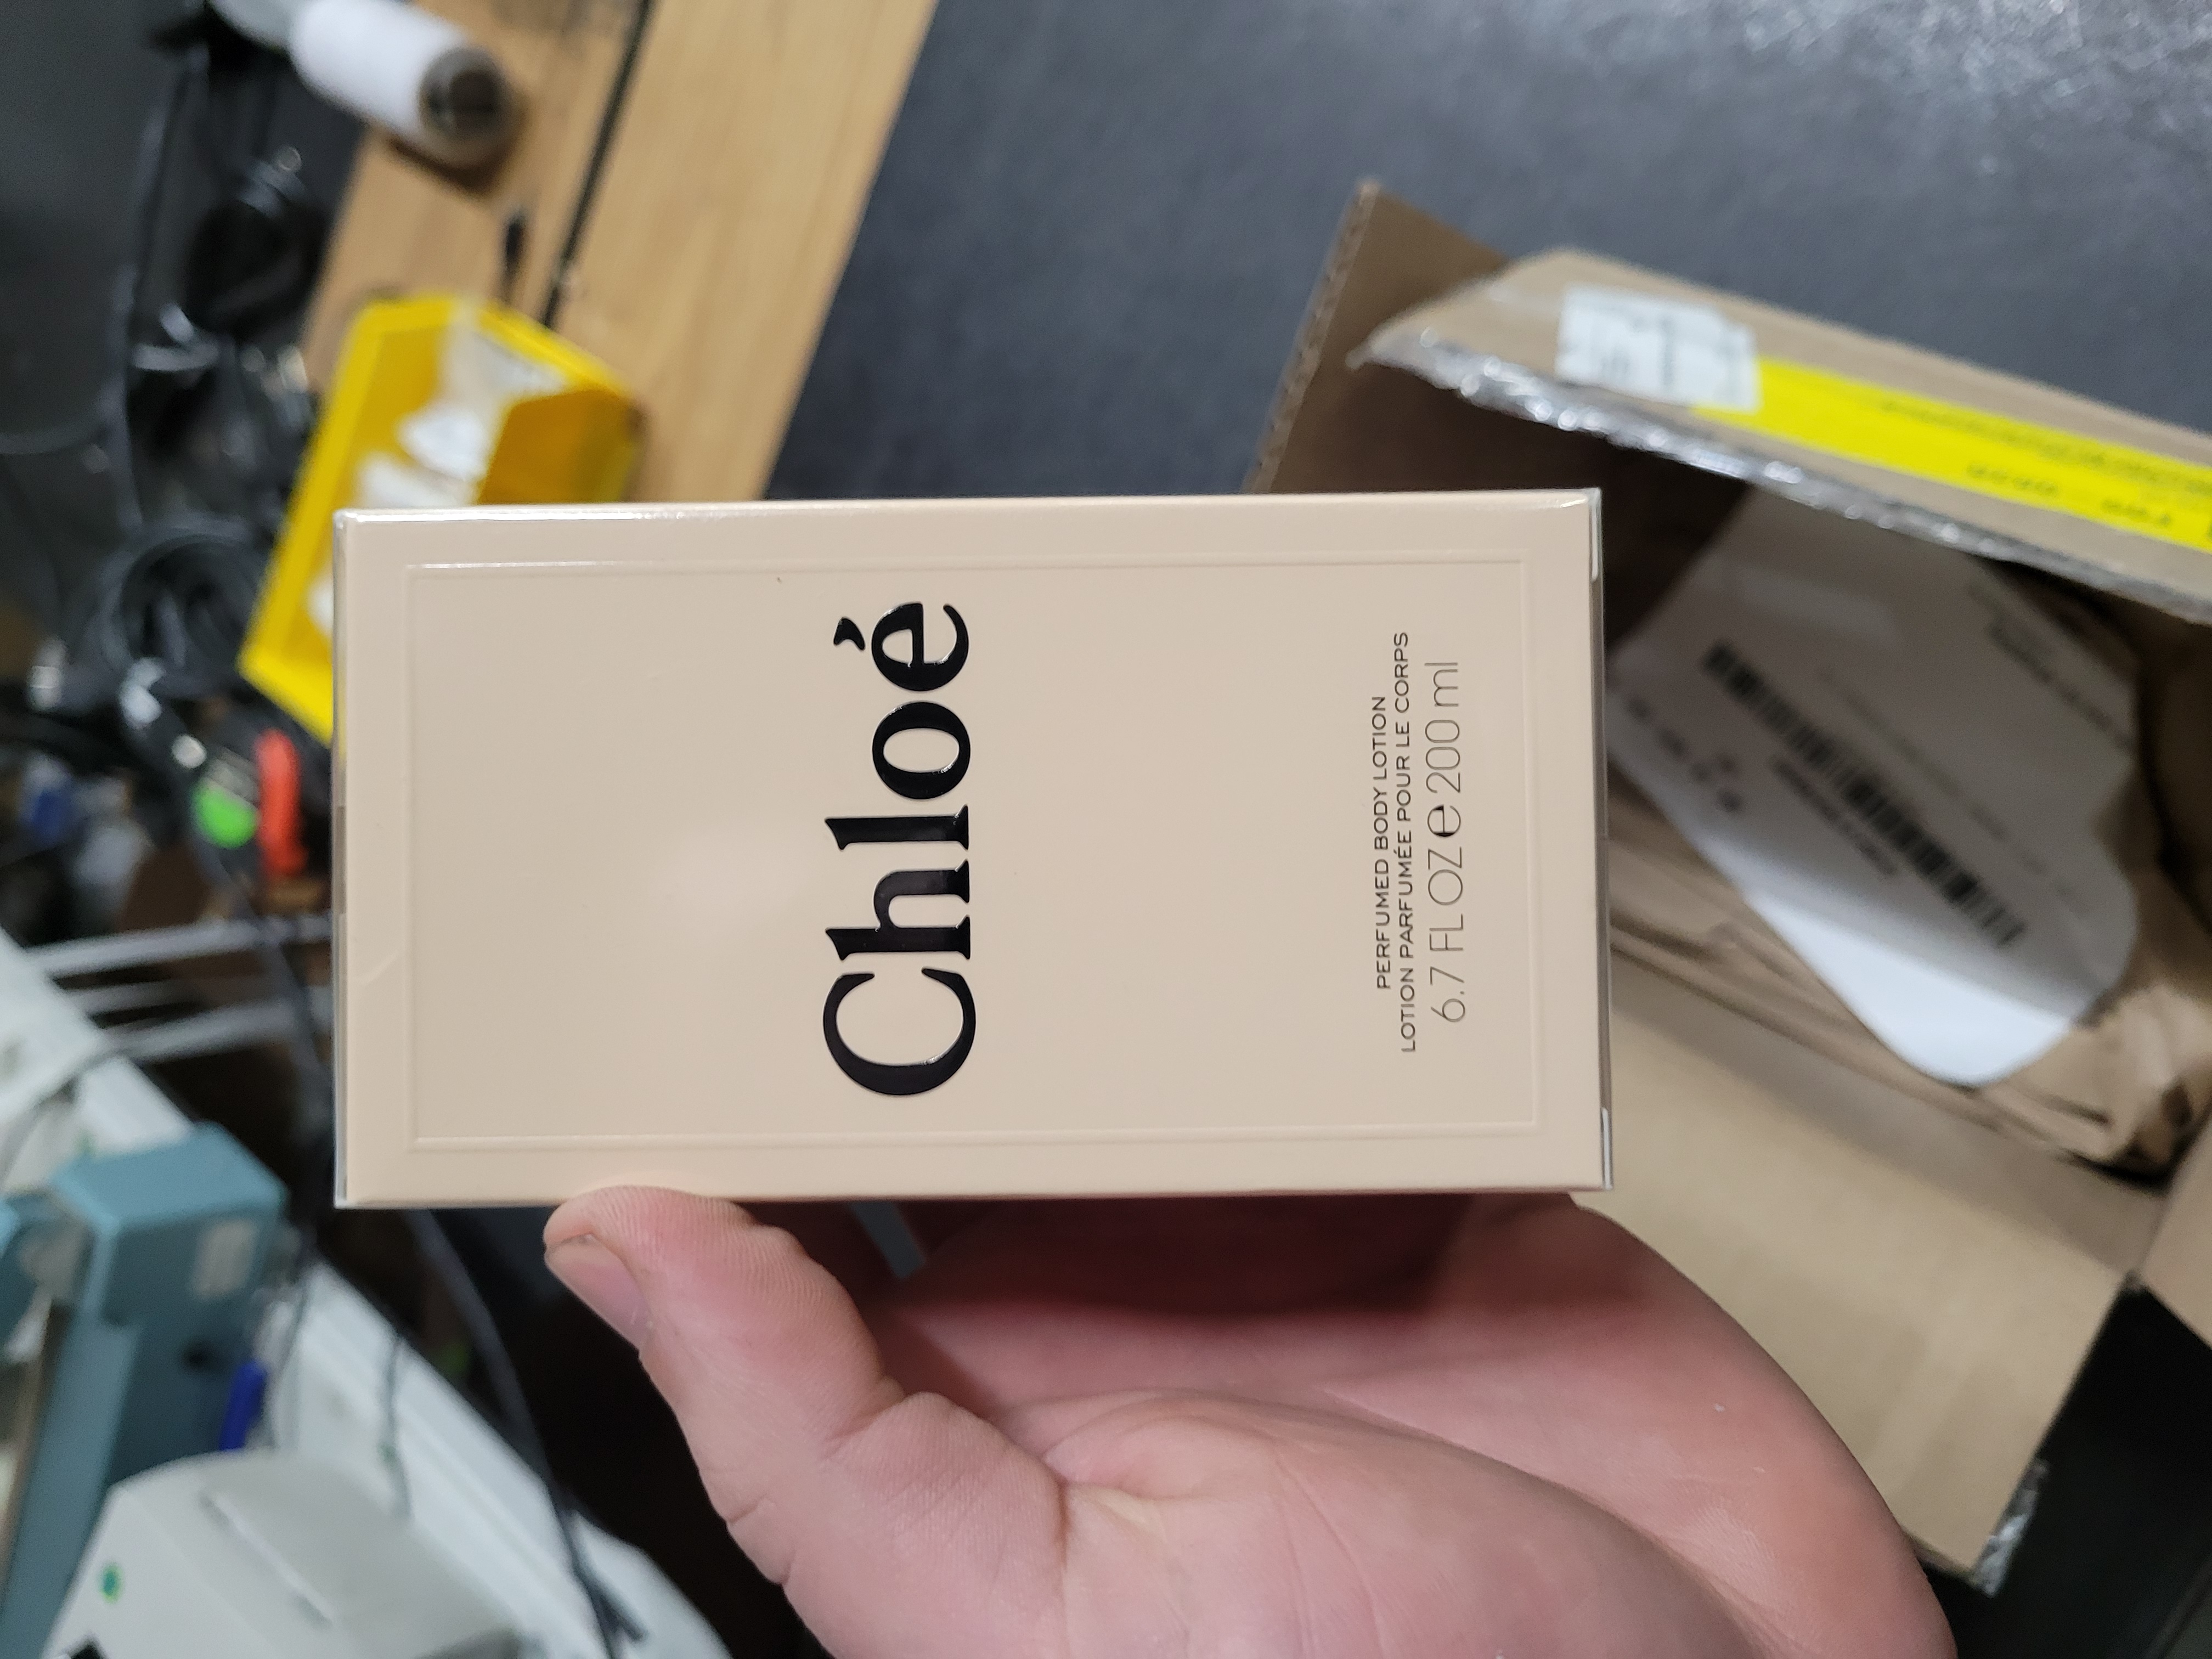 Chloé
PERFUMED BODY LOTION
LOTION PARFUMÉE POUR LE CORPS
6.7 FL OZ e 200 ml